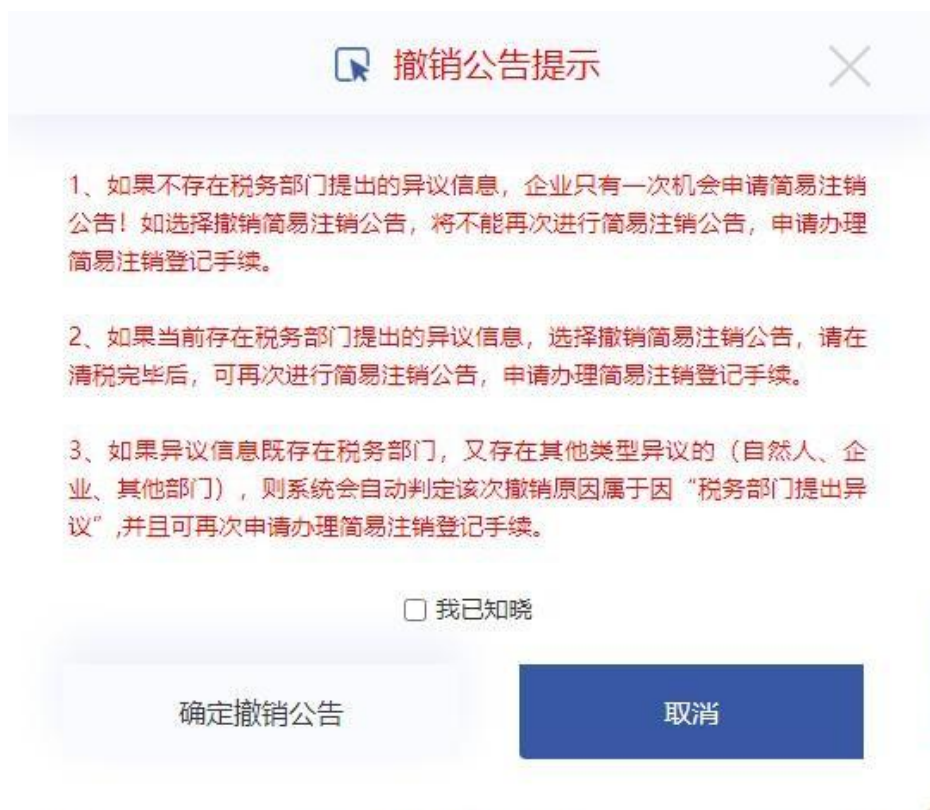 撤销公告提示
1、如果不存在税务部门提出的异议信息，企业只有一次机会申请简易注销
公告！如选择撤销简易注销公告，将不能再次进行简易注销公告，申请办理
简易注销登记手续。
2、如果当前存在税务部门提出的异议信息，选择撤销简易注销公告，请在
清税完毕后，可再次进行简易注销公告，申请办理简易注销登记手续。
3、如果异议信息既存在税务部门，又存在其他类型异议的（自然人、企
业、其他部门），则系统会自动判定该次撤销原因属于因“税务部门提出异
议”,并且可再次申请办理简易注销登记手续。
我已知晓
确定撤销公告
取消